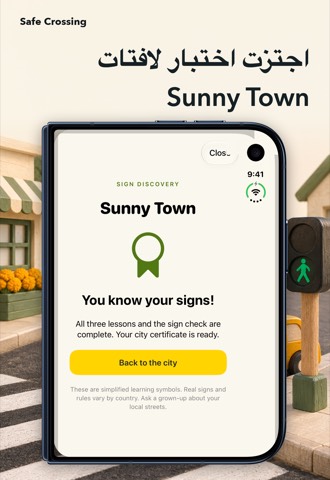 Safe Crossing
اجتزت اختبار لافتات
Sunny Town
Clos..
9:41
SIGN DISCOVERY
Sunny Town
You know your signs!
All three lessons and the sign check are
complete. Your city certificate is ready.
Back to the city
These are simplified learning symbols. Real signs and
rules vary by country. Ask a grown-up about your
local streets.